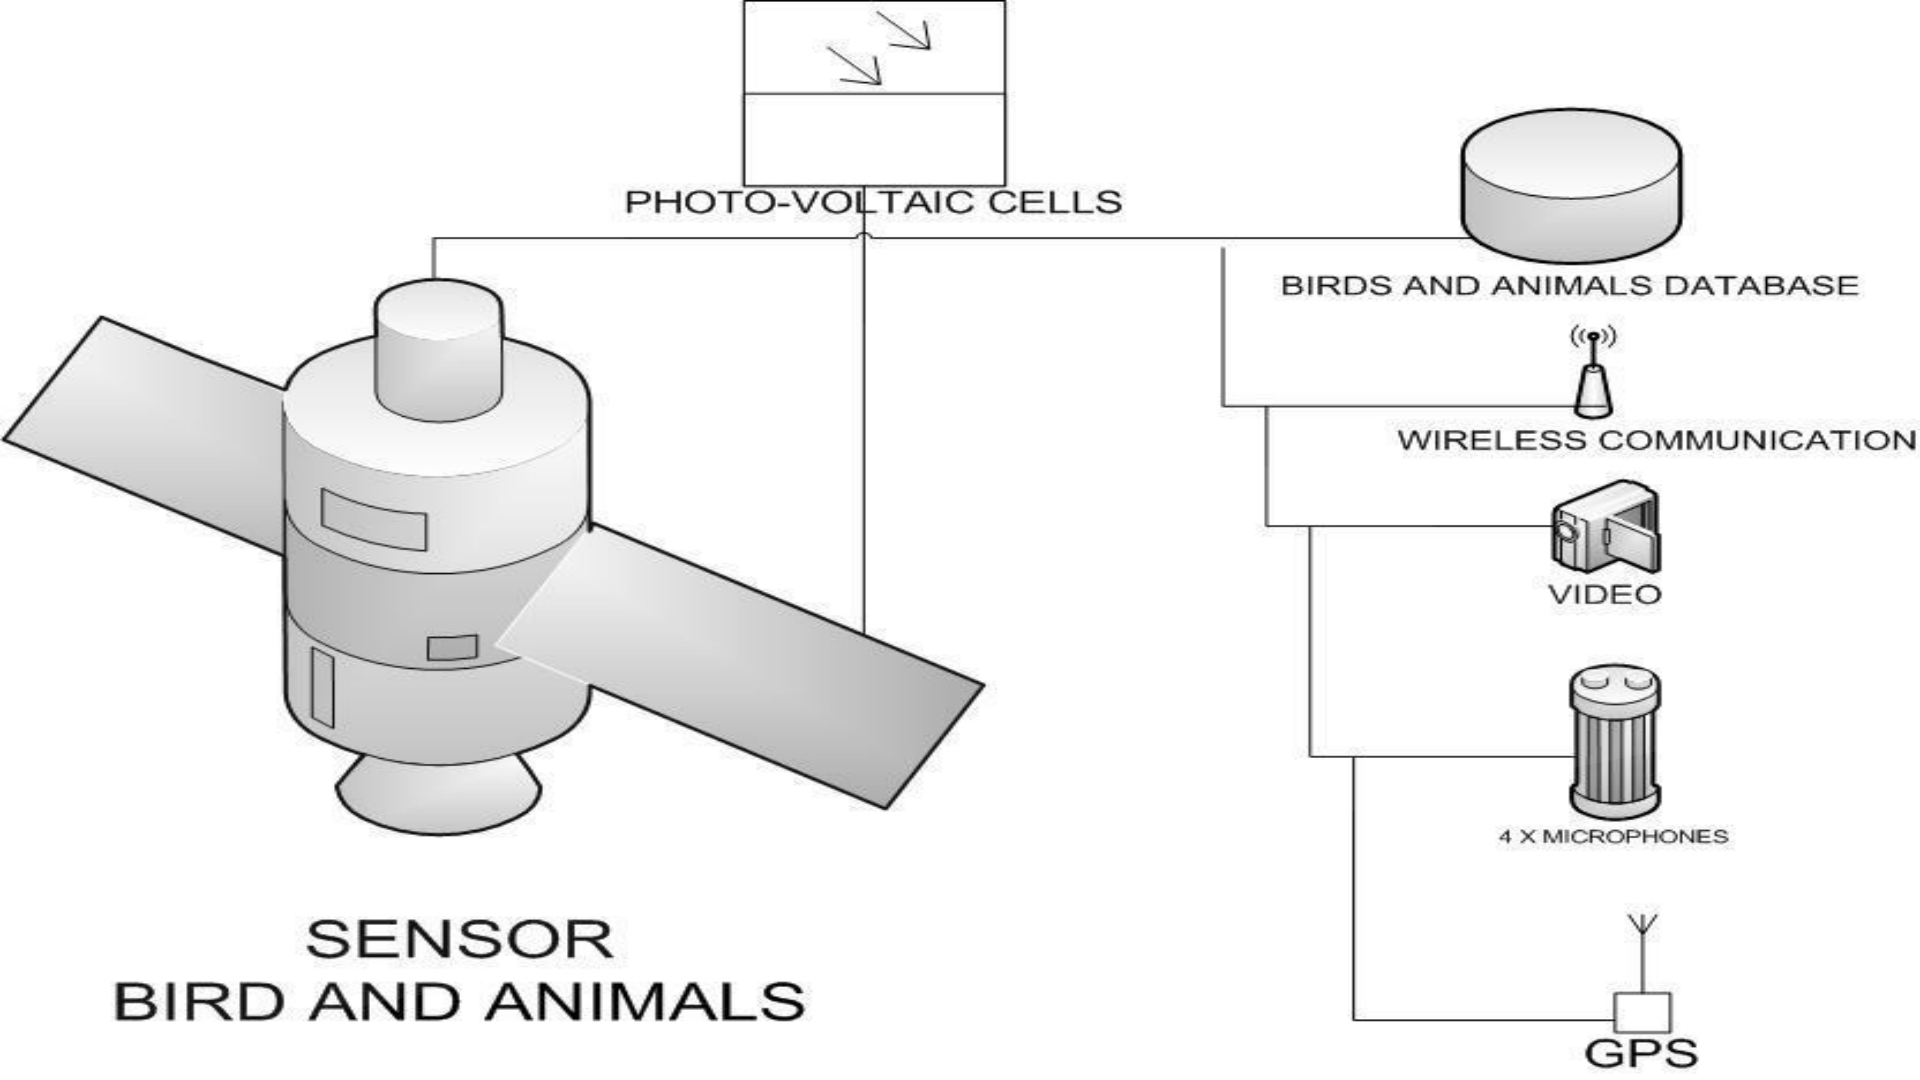 PHOTO-VOLTAIC CELLS
BIRDS AND ANIMALS DATABASE
WIRELESS COMMUNICATION
VIDEO
4 X MICROPHONES
GPS
SENSOR
BIRD AND ANIMALS